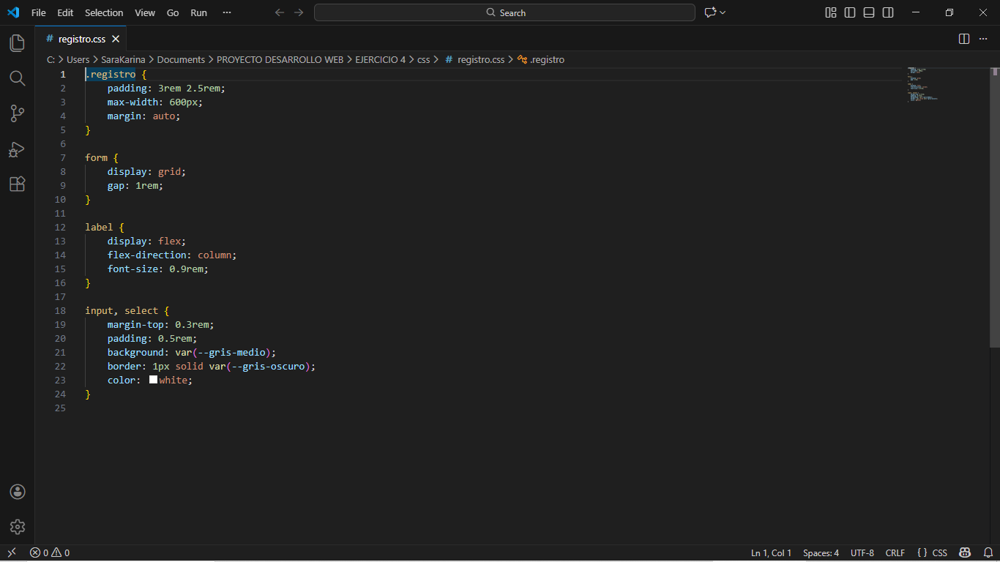 File Edit Selection View Go Run ···
Search
# registro.css
C: > Users > SaraKarina > Documents > PROYECTO DESARROLLO WEB > EJERCICIO 4 > css > # registro.css > .registro
1 .registro {
2 padding: 3rem 2.5rem;
3 max-width: 600px;
4 margin: auto;
5 }
6
7 form {
8 display: grid;
9 gap: 1rem;
10 }
11
12 label {
13 display: flex;
14 flex-direction: column;
15 font-size: 0.9rem;
16 }
17
18 input, select {
19 margin-top: 0.3rem;
20 padding: 0.5rem;
21 background: var(--gris-medio);
22 border: 1px solid var(--gris-oscuro);
23 color: white;
24 }
25
0 0 Ln 1, Col 1 Spaces: 4 UTF-8 CRLF { } CSS